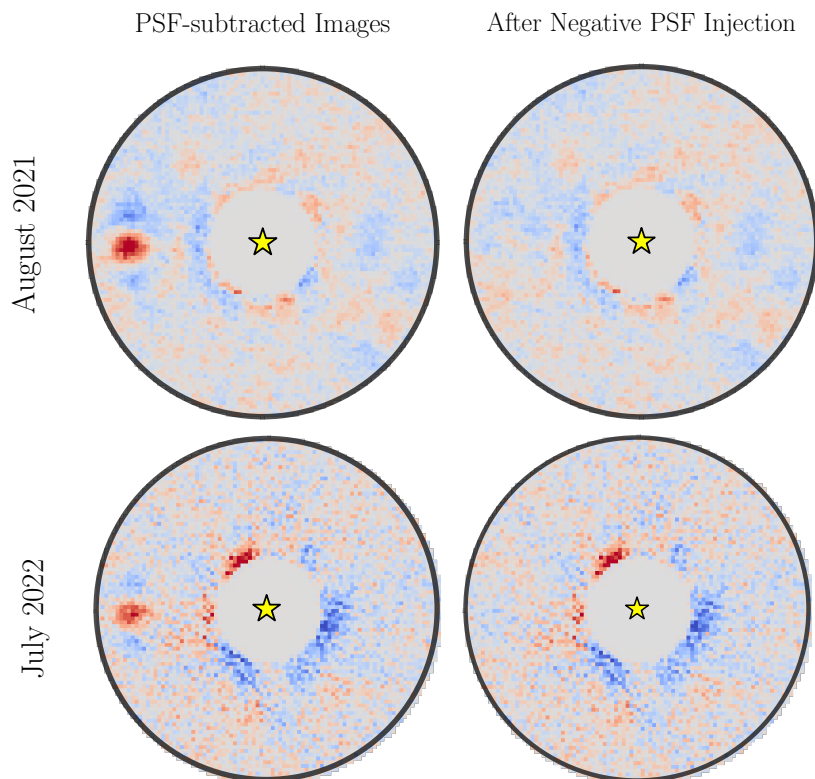 PSF-subtracted Images
After Negative PSF Injection
August 2021
July 2022